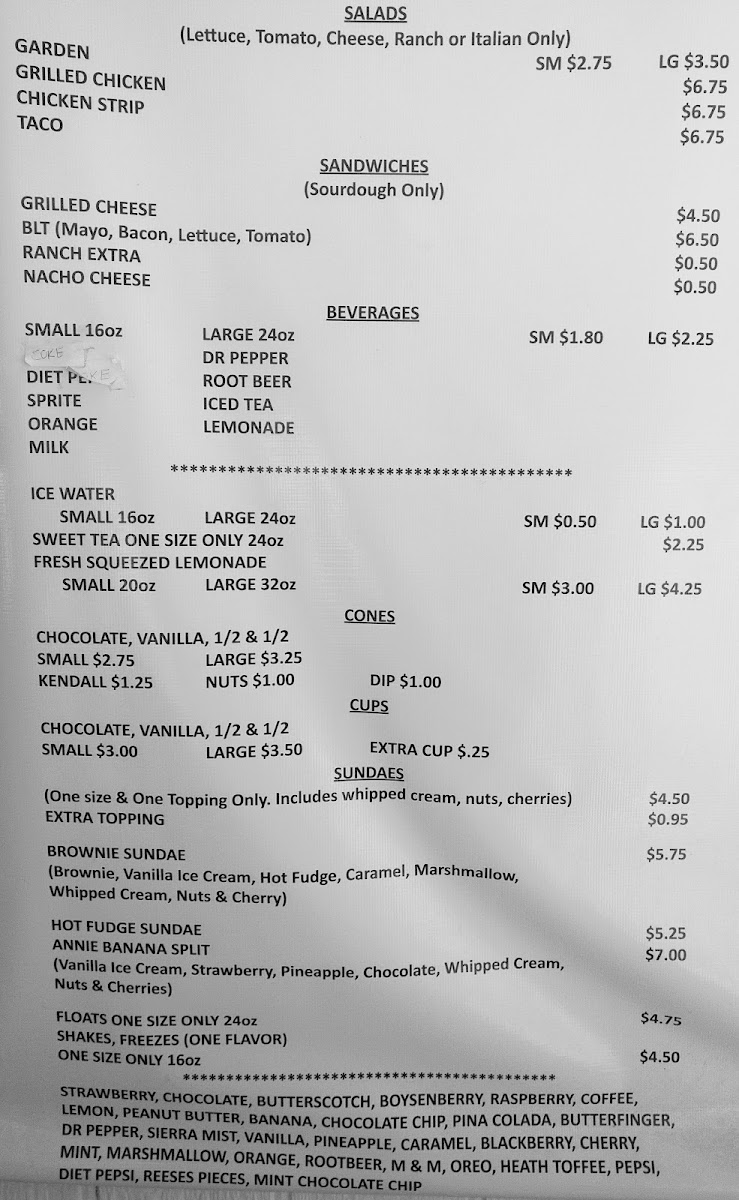 SALADS
(Lettuce, Tomato, Cheese, Ranch or Italian Only)
GARDEN SM $2.75 LG $3.50
GRILLED CHICKEN $6.75
CHICKEN STRIP $6.75
TACO $6.75
SANDWICHES
(Sourdough Only)
GRILLED CHEESE $4.50
BLT (Mayo, Bacon, Lettuce, Tomato) $6.50
RANCH EXTRA $0.50
NACHO CHEESE $0.50
BEVERAGES
SMALL 16oz LARGE 24oz SM $1.80 LG $2.25
COKE DR PEPPER
DIET ROOT BEER
SPRITE ICED TEA
ORANGE LEMONADE
MILK
*******************************************
ICE WATER
SMALL 16oz LARGE 24oz SM $0.50 LG $1.00
SWEET TEA ONE SIZE ONLY 24oz $2.25
FRESH SQUEEZED LEMONADE
SMALL 20oz LARGE 32oz SM $3.00 LG $4.25
CONES
CHOCOLATE, VANILLA, 1/2 & 1/2
SMALL $2.75 LARGE $3.25
KENDALL $1.25 NUTS $1.00 DIP $1.00
CUPS
CHOCOLATE, VANILLA, 1/2 & 1/2
SMALL $3.00 LARGE $3.50 EXTRA CUP $.25
SUNDAES
(One size & One Topping Only. Includes whipped cream, nuts, cherries) $4.50
EXTRA TOPPING $0.95
BROWNIE SUNDAE $5.75
(Brownie, Vanilla Ice Cream, Hot Fudge, Caramel, Marshmallow,
Whipped Cream, Nuts & Cherry)
HOT FUDGE SUNDAE $5.25
ANNIE BANANA SPLIT $7.00
(Vanilla Ice Cream, Strawberry, Pineapple, Chocolate, Whipped Cream,
Nuts & Cherries)
FLOATS ONE SIZE ONLY 24oz $4.75
SHAKES, FREEZES (ONE FLAVOR)
ONE SIZE ONLY 16oz $4.50
*****************************************
STRAWBERRY, CHOCOLATE, BUTTERSCOTCH, BOYSENBERRY, RASPBERRY, COFFEE,
LEMON, PEANUT BUTTER, BANANA, CHOCOLATE CHIP, PINA COLADA, BUTTERFINGER,
DR PEPPER, SIERRA MIST, VANILLA, PINEAPPLE, CARAMEL, BLACKBERRY, CHERRY,
MINT, MARSHMALLOW, ORANGE, ROOTBEER, M & M, OREO, HEATH TOFFEE, PEPSI,
DIET PEPSI, REESES PIECES, MINT CHOCOLATE CHIP